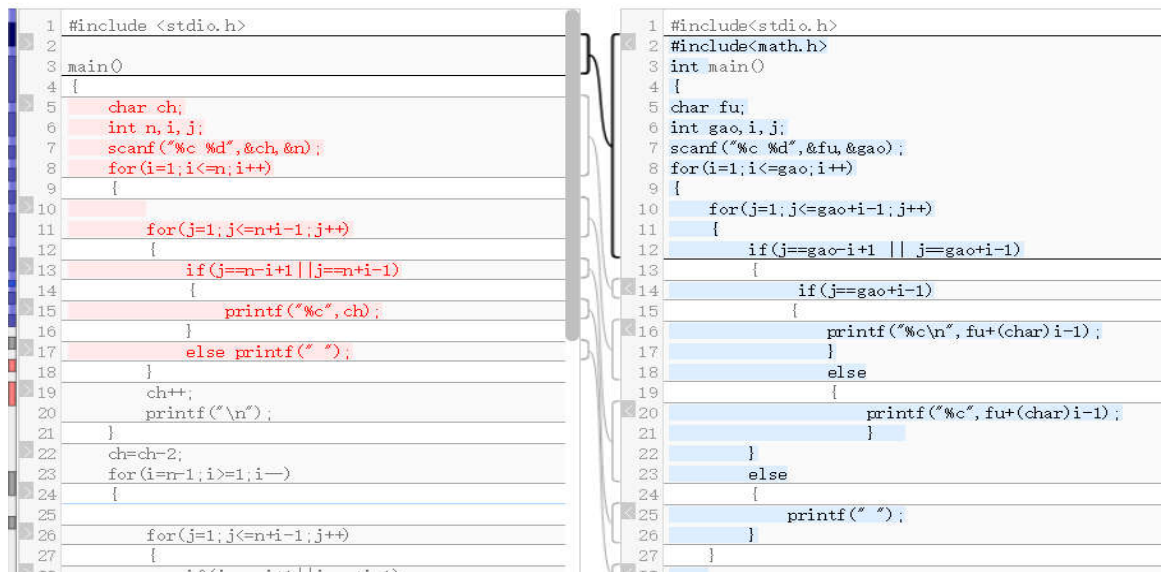 1 #include <stdio.h>
2
3 main()
4 {
5 char ch;
6 int n,i,j;
7 scanf("%c %d",&ch,&n);
8 for(i=1;i<=n;i++)
9 {
10
11 for(j=1;j<=n+i-1;j++)
12 {
13 if(j==n-i+1||j==n+i-1)
14 {
15 printf("%c",ch);
16 }
17 else printf(" ");
18 }
19 ch++;
20 printf("\n");
21 }
22 ch=ch-2;
23 for(i=n-1;i>=1;i--)
24 {
25
26 for(j=1;j<=n+i-1;j++)
27 {
1 #include<stdio.h>
2 #include<math.h>
3 int main()
4 {
5 char fu;
6 int gao,i,j;
7 scanf("%c %d",&fu,&gao);
8 for(i=1;i<=gao;i++)
9 {
10 for(j=1;j<=gao+i-1;j++)
11 {
12 if(j==gao-i+1 || j==gao+i-1)
13 {
14 if(j==gao+i-1)
15 {
16 printf("%c\n",fu+(char)i-1);
17 }
18 else
19 {
20 printf("%c",fu+(char)i-1);
21 }
22 }
23 else
24 {
25 printf(" ");
26 }
27 }